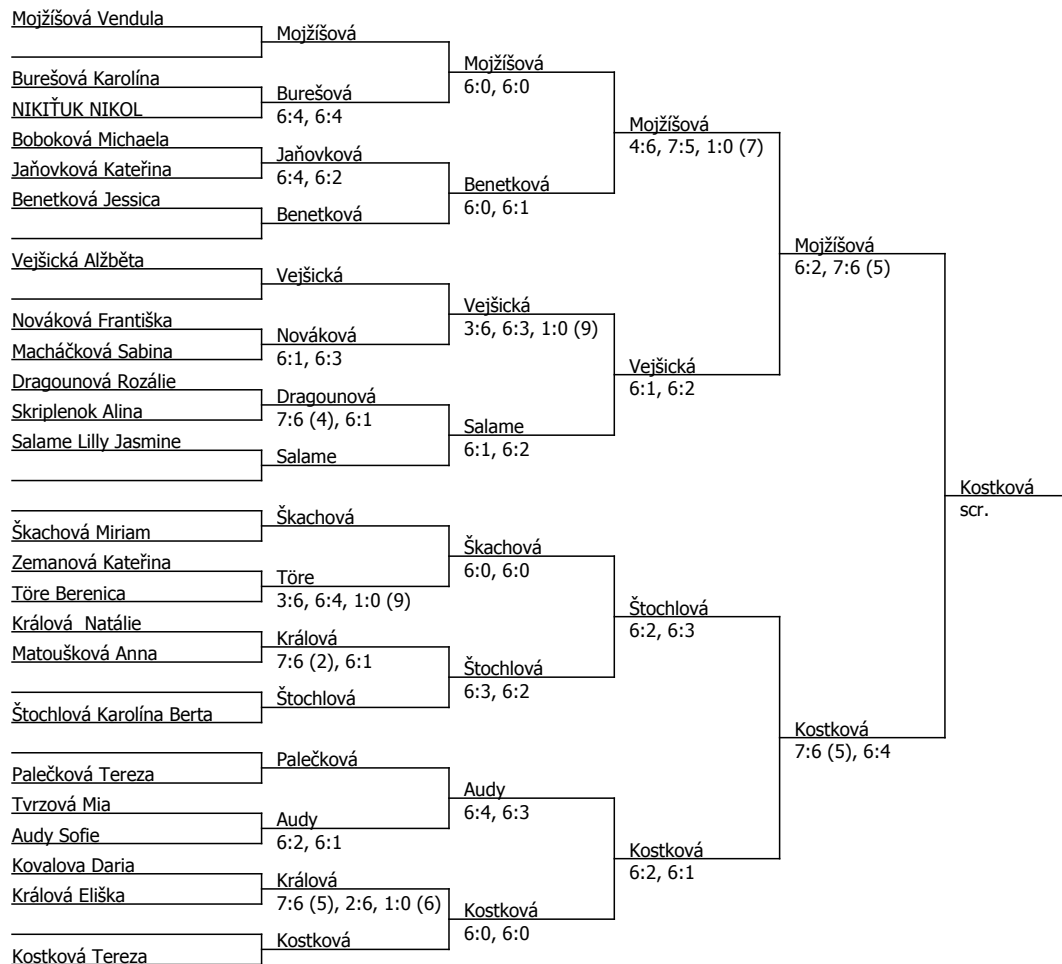 Mojžíšová Vendula
Burešová Karolína
NIKIŤUK NIKOL
Boboková Michaela
Jaňovková Kateřina
Benetková Jessica
Vejšická Alžběta
Nováková Františka
Macháčková Sabina
Dragounová Rozálie
Skriplenok Alina
Salame Lilly Jasmine
Škachová Miriam
Zemanová Kateřina
Töre Berenica
Králová  Natálie
Matoušková Anna
Štochlová Karolína Berta
Palečková Tereza
Tvrzová Mia
Audy Sofie
Kovalova Daria
Králová Eliška
Kostková Tereza
Mojžíšová
Burešová
6:4, 6:4
Jaňovková
6:4, 6:2
Benetková
Vejšická
Nováková
6:1, 6:3
Dragounová
7:6 (4), 6:1
Salame
Škachová
Töre
3:6, 6:4, 1:0 (9)
Králová
7:6 (2), 6:1
Štochlová
Palečková
Audy
6:2, 6:1
Králová
7:6 (5), 2:6, 1:0 (6)
Kostková
Mojžíšová
6:0, 6:0
Benetková
6:0, 6:1
Vejšická
3:6, 6:3, 1:0 (9)
Salame
6:1, 6:2
Škachová
6:0, 6:0
Štochlová
6:3, 6:2
Audy
6:4, 6:3
Kostková
6:0, 6:0
Mojžíšová
4:6, 7:5, 1:0 (7)
Vejšická
6:1, 6:2
Štochlová
6:2, 6:3
Kostková
6:2, 6:1
Mojžíšová
6:2, 7:6 (5)
Kostková
7:6 (5), 6:4
Kostková
scr.